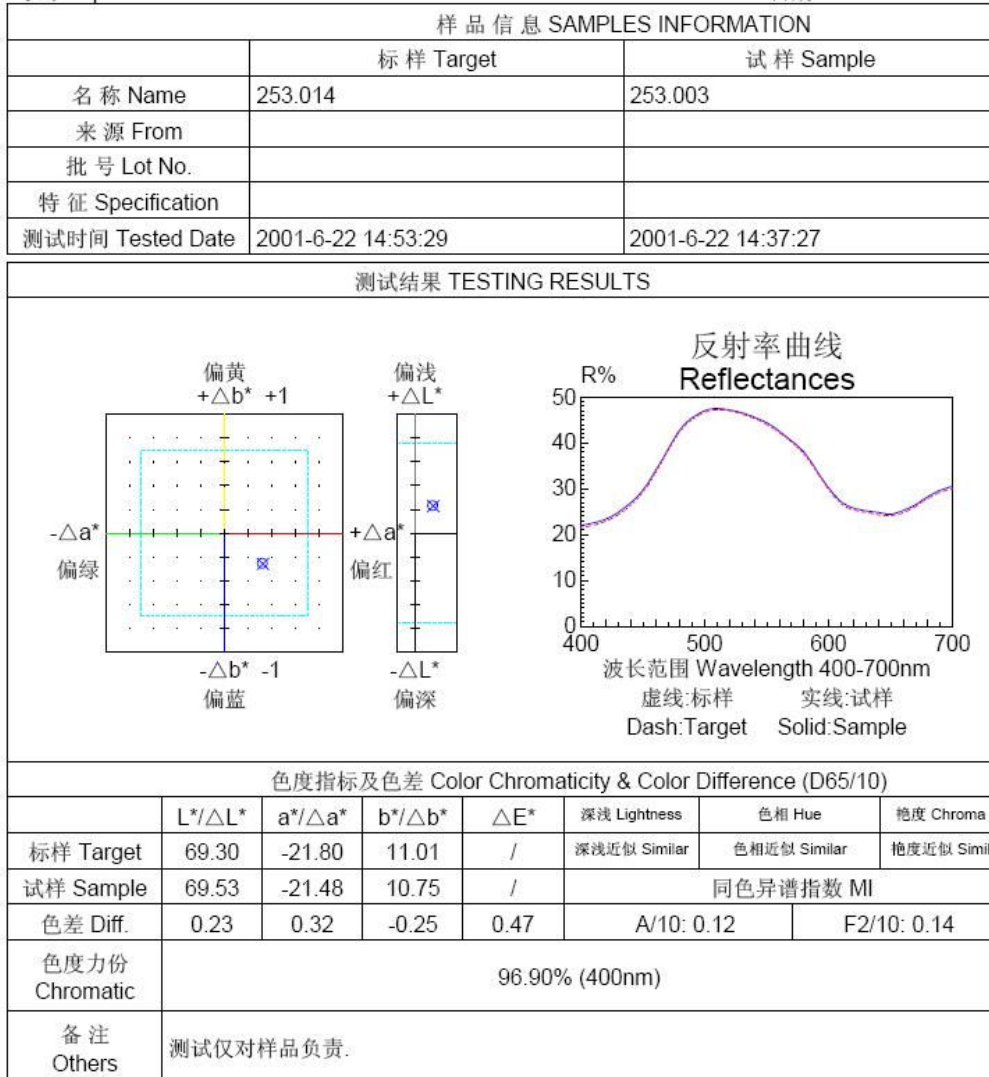 样 品 信 息 SAMPLES INFORMATION
标 样 Target 试 样 Sample
名 称 Name 253.014 253.003
来 源 From
批 号 Lot No.
特 征 Specification
测试时间 Tested Date 2001-6-22 14:53:29 2001-6-22 14:37:27
测试结果 TESTING RESULTS
偏黄
+△b* +1
-△a*
偏绿
+△a*
偏红
-△b* -1
偏蓝
偏浅
+△L*
-△L*
偏深
反射率曲线
R% Reflectances
50
40
30
20
10
0
400 500 600 700
波长范围 Wavelength 400-700nm
虚线:标样 实线:试样
Dash:Target Solid:Sample
色度指标及色差 Color Chromaticity & Color Difference (D65/10)
L*/△L* a*/△a* b*/△b* △E* 深浅 Lightness 色相 Hue 艳度 Chroma
标样 Target 69.30 -21.80 11.01 / 深浅近似 Similar 色相近似 Similar 艳度近似 Simil
试样 Sample 69.53 -21.48 10.75 / 同色异谱指数 MI
色差 Diff. 0.23 0.32 -0.25 0.47 A/10: 0.12 F2/10: 0.14
色度力份
Chromatic
96.90% (400nm)
备 注
Others
测试仅对样品负责.